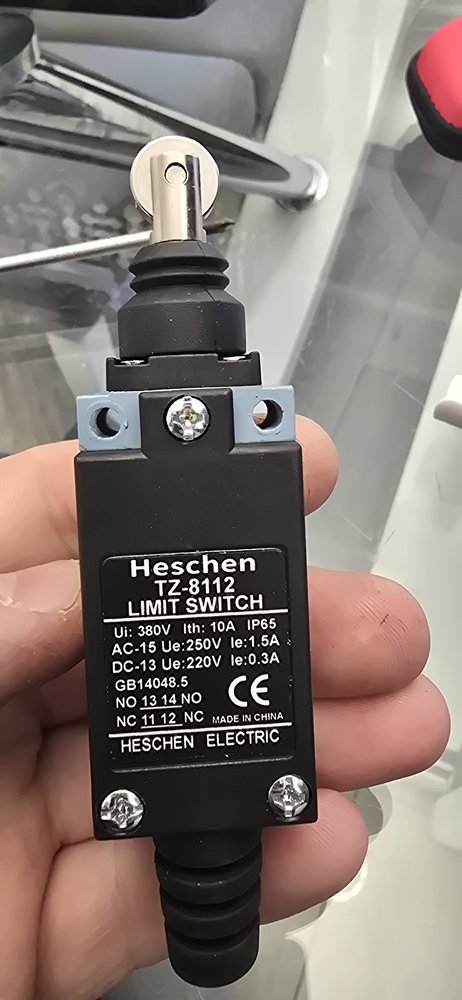 Heschen
TZ-8112
LIMIT SWITCH
Ui: 380V Ith: 10A IP65
AC-15 Ue:250V Ie:1.5A
DC-13 Ue:220V Ie:0.3A
GB14048.5
NO 13 14 NO CE
NC 11 12 NC MADE IN CHINA
HESCHEN ELECTRIC